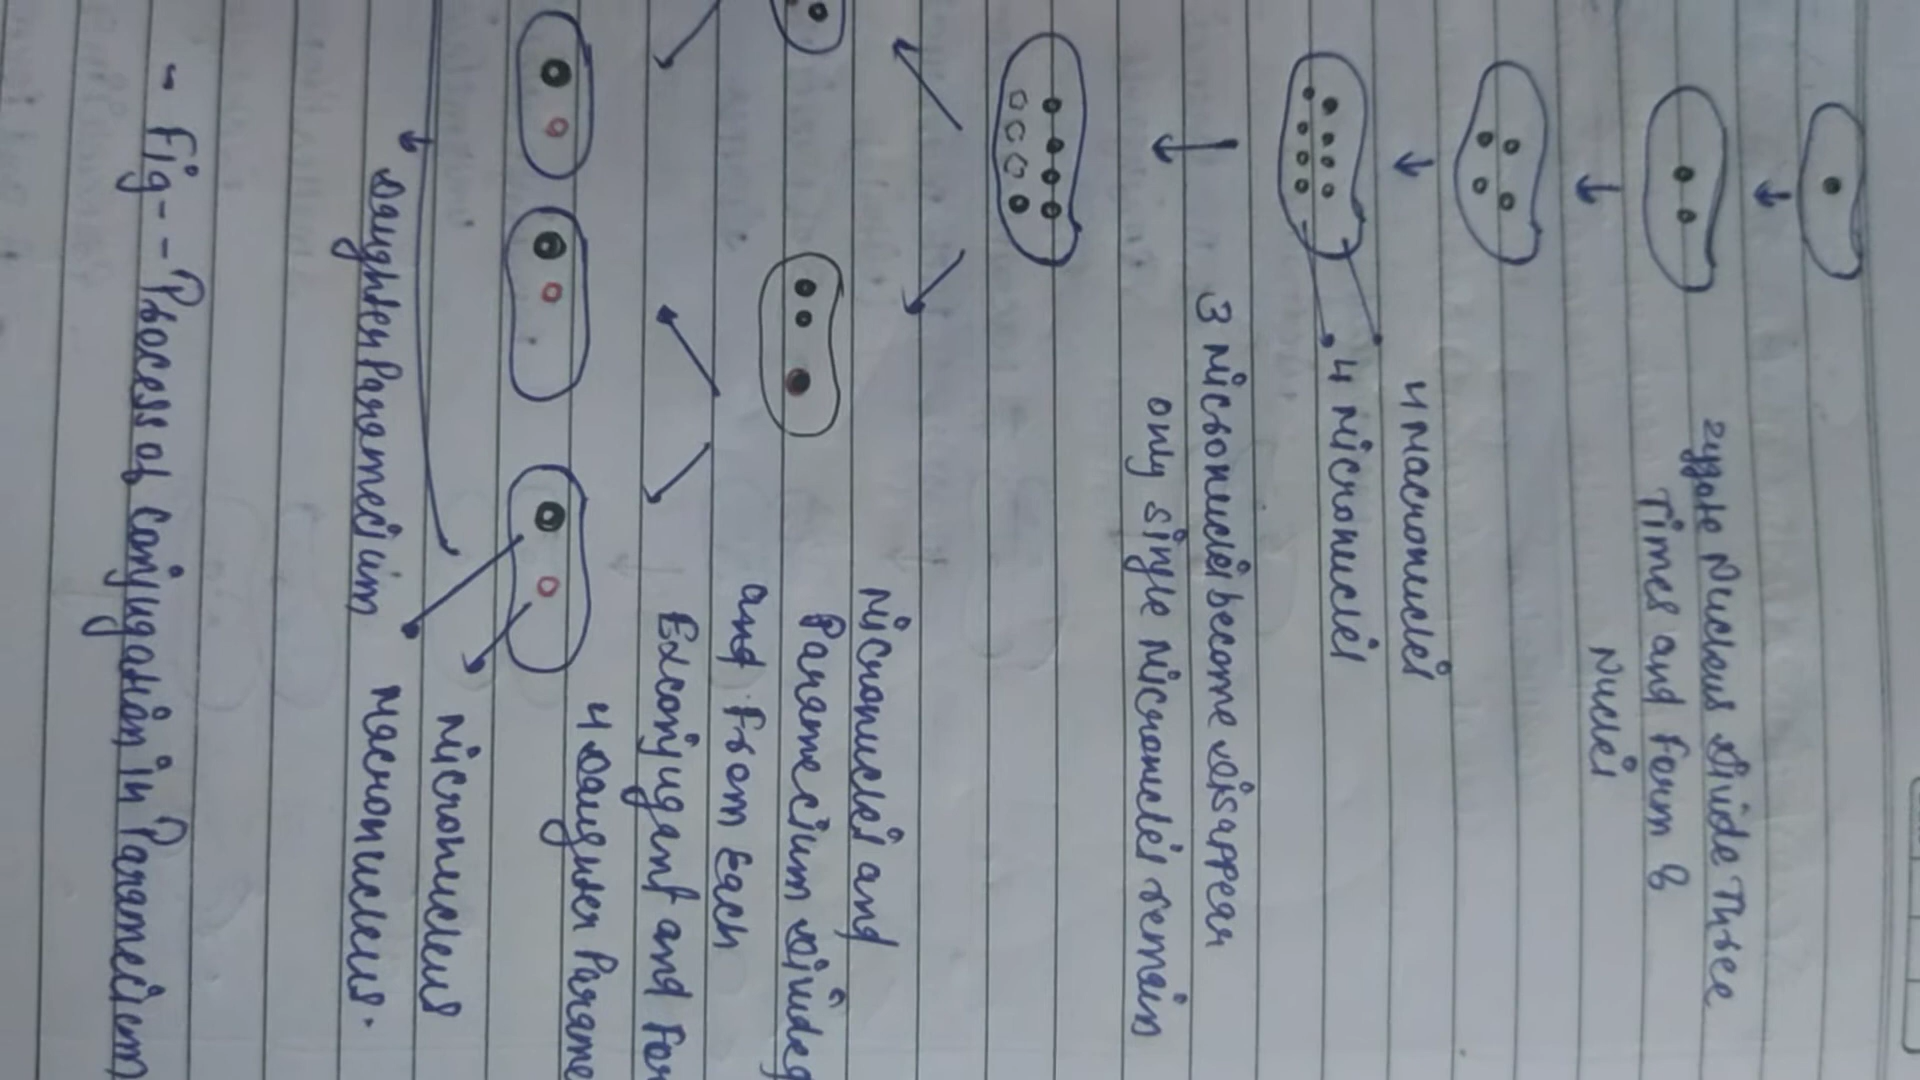 Zygote Nucleus Divide Three
Times and Form 8
Nuclei
4 Macronuclei
4 Micronuclei
3 Micronuclei become Disappear
only single Micronuclei remain
Micronuclei and
Paramecium Divided
and From Each
Exconjugant and For
4 Daughter Parame
Micronucleus
Daughter Paramecium
Macronucleus.
- Fig - - Process of Conjugation in Paramecium